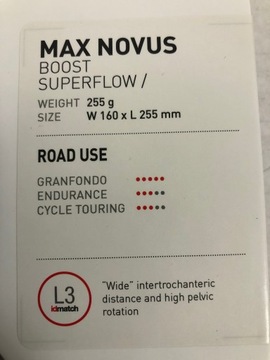 MAX NOVUS
BOOST
SUPERFLOW /
WEIGHT 255 g
SIZE W 160 x L 255 mm
ROAD USE
GRANFONDO
ENDURANCE
CYCLE TOURING
L3
idmatch
"Wide" intertrochanteric
distance and high pelvic
rotation